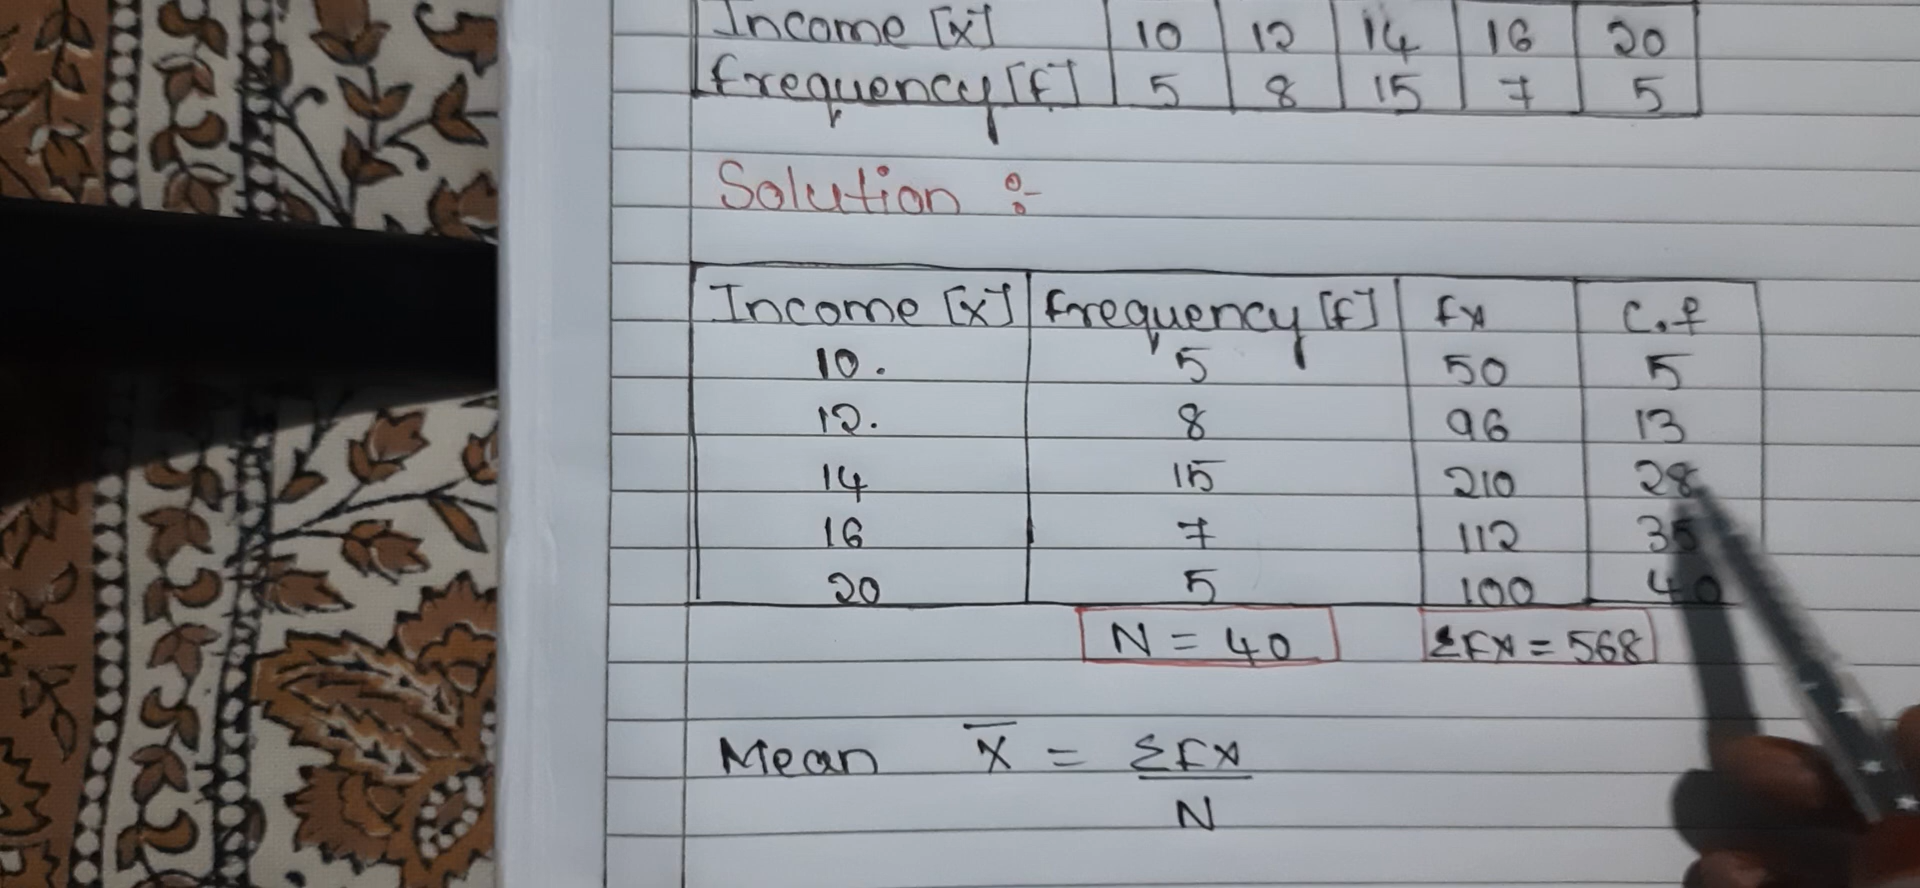 Income [x] 10 12 14 16 20
frequency [f] 5 8 15 7 5
Solution :-
Income [x] frequency [f] fx c.f
10. 5 50 5
12. 8 96 13
14 15 210 28
16 7 112 35
20 5 100 40
N = 40 Σfx = 568
Mean x̅ = Σfx
N